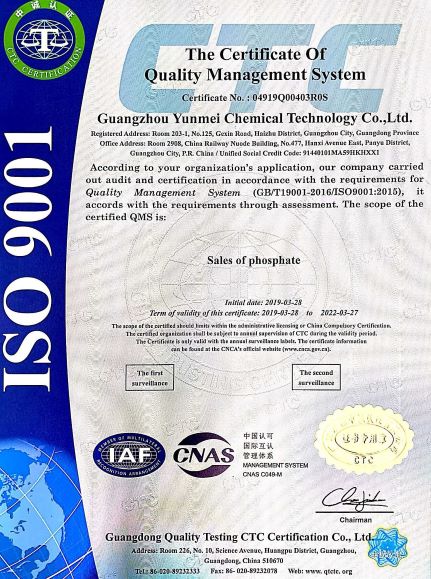 中诚认证
CTC CERTIFICATION
CTC
The Certificate Of
Quality Management System
Certificate No. : 04919Q00403R0S
Guangzhou Yunmei Chemical Technology Co.,Ltd.
Registered Address: Room 203-1, No.125, Gexin Road, Haizhu District, Guangzhou City, Guangdong Province
Office Address: Room 2908, China Railway Nuode Building, No.477, Hanxi Avenue East, Panyu District,
Guangzhou City, P.R. China / Unified Social Credit Code: 91440101MA59HKHXX1
According to your organization's application, our company carried
out audit and certification in accordance with the requirements for
Quality Management System (GB/T19001-2016/ISO9001:2015), it
accords with the requirements through assessment. The scope of the
certified QMS is:
Sales of phosphate
Initial date: 2019-03-28
Term of validity of this certificate: 2019-03-28 to 2022-03-27
The scope of the certified should limits within the administrative licensing or China Compulsory Certification.
The certified organization shall be subject to annual supervision of CTC during the validity period.
The Certificate is only valid with the annual surveillance labels. The certificate information
can be found at the CNCA's official website (www.cnca.gov.ca).
The first
surveillance
The second
surveillance
ISO 9001
MEMBER OF MULTILATERAL
IAF
RECOGNITION ARRANGEMENT
CNAS
中国认可
国际互认
管理体系
MANAGEMENT SYSTEM
CNAS C049-M
CTC
Chairman
Guangdong Quality Testing CTC Certification Co., Ltd.
Address: Room 226, No. 10, Science Avenue, Huangpu District, Guangzhou,
Guangdong, China 510670
Tel.: 86-020-89232333 Fax: 86-020-89232078 Web: www. qtctc. org